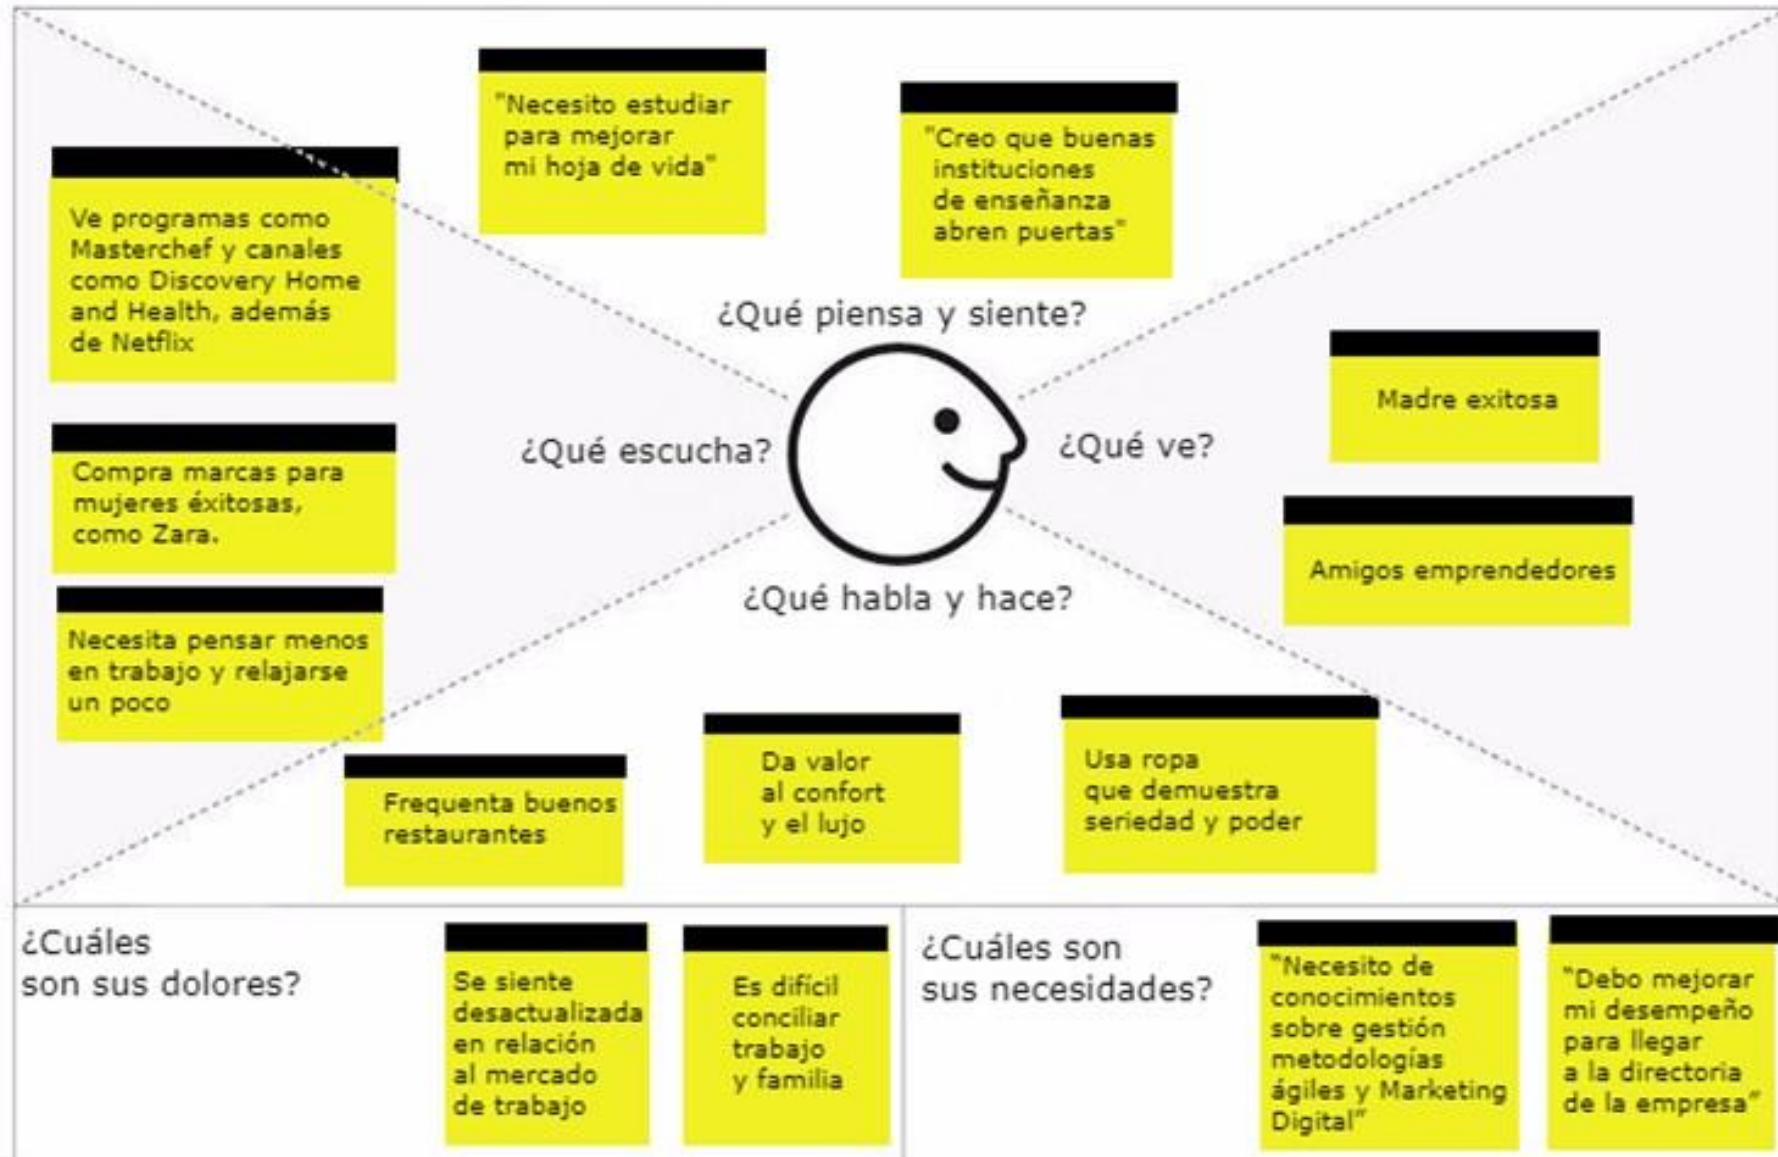 "Necesito estudiar
para mejorar
mi hoja de vida"
"Creo que buenas
instituciones
de enseñanza
abren puertas"
¿Qué piensa y siente?
Ve programas como
Masterchef y canales
como Discovery Home
and Health, además
de Netflix
Compra marcas para
mujeres éxitosas,
como Zara.
Necesita pensar menos
en trabajo y relajarse
un poco
¿Qué escucha?
¿Qué ve?
Madre exitosa
Amigos emprendedores
¿Qué habla y hace?
Frequenta buenos
restaurantes
Da valor
al confort
y el lujo
Usa ropa
que demuestra
seriedad y poder
¿Cuáles
son sus dolores?
Se siente
desactualizada
en relación
al mercado
de trabajo
Es difícil
conciliar
trabajo
y familia
¿Cuáles son
sus necesidades?
“Necesito de
conocimientos
sobre gestión
metodologías
ágiles y Marketing
Digital”
“Debo mejorar
mi desempeño
para llegar
a la directoria
de la empresa”